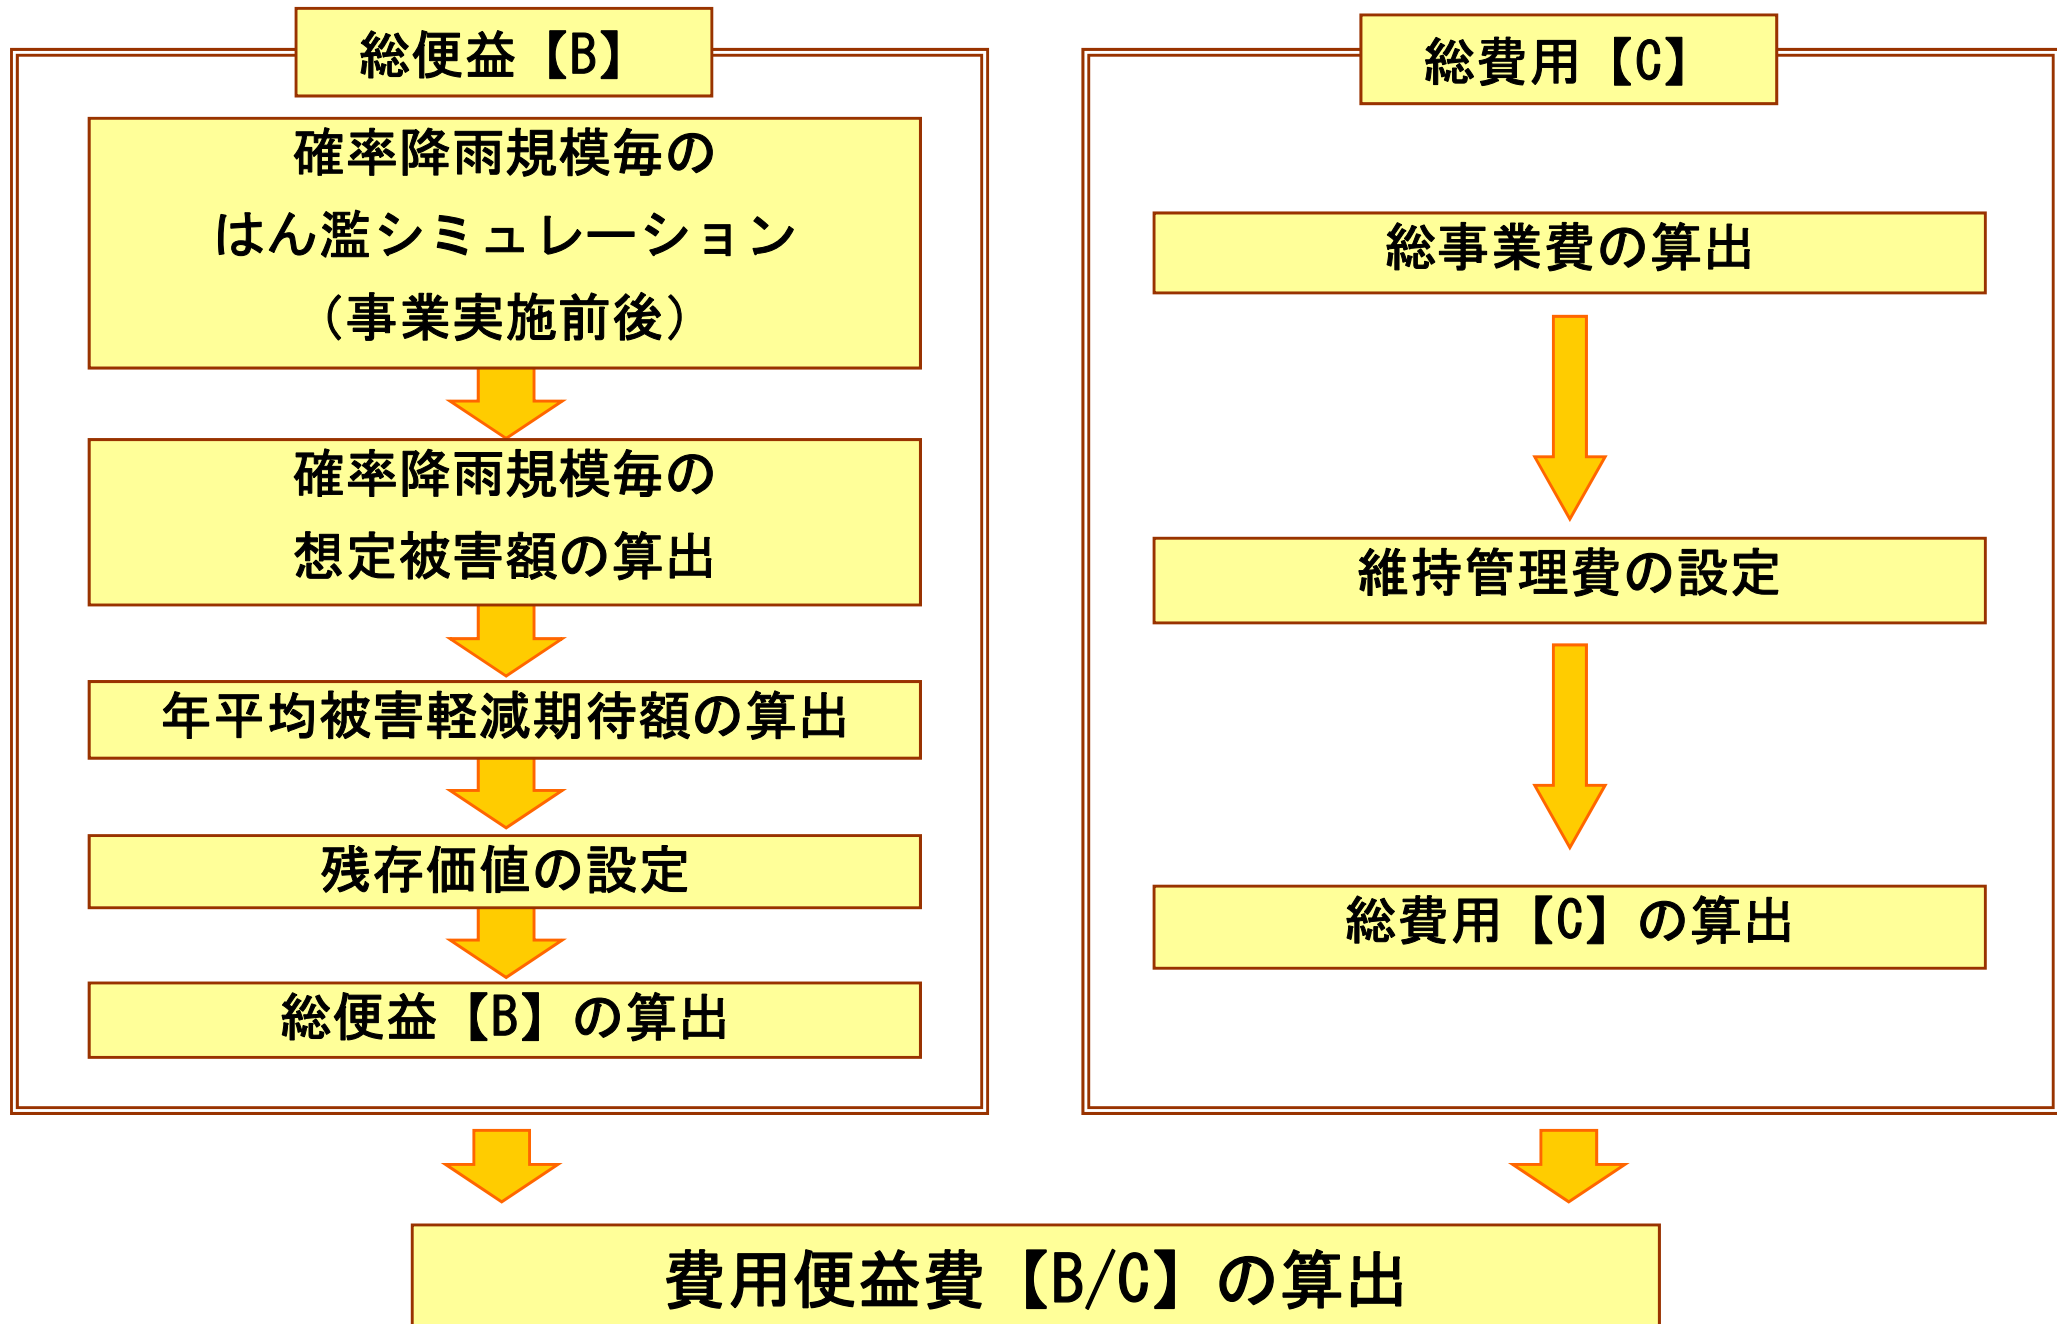 総便益【B】
確率降雨規模毎の
はん濫シミュレーション
（事業実施前後）
確率降雨規模毎の
想定被害額の算出
年平均被害軽減期待額の算出
残存価値の設定
総便益【B】の算出
総費用【C】
総事業費の算出
維持管理費の設定
総費用【C】の算出
費用便益費【B/C】の算出